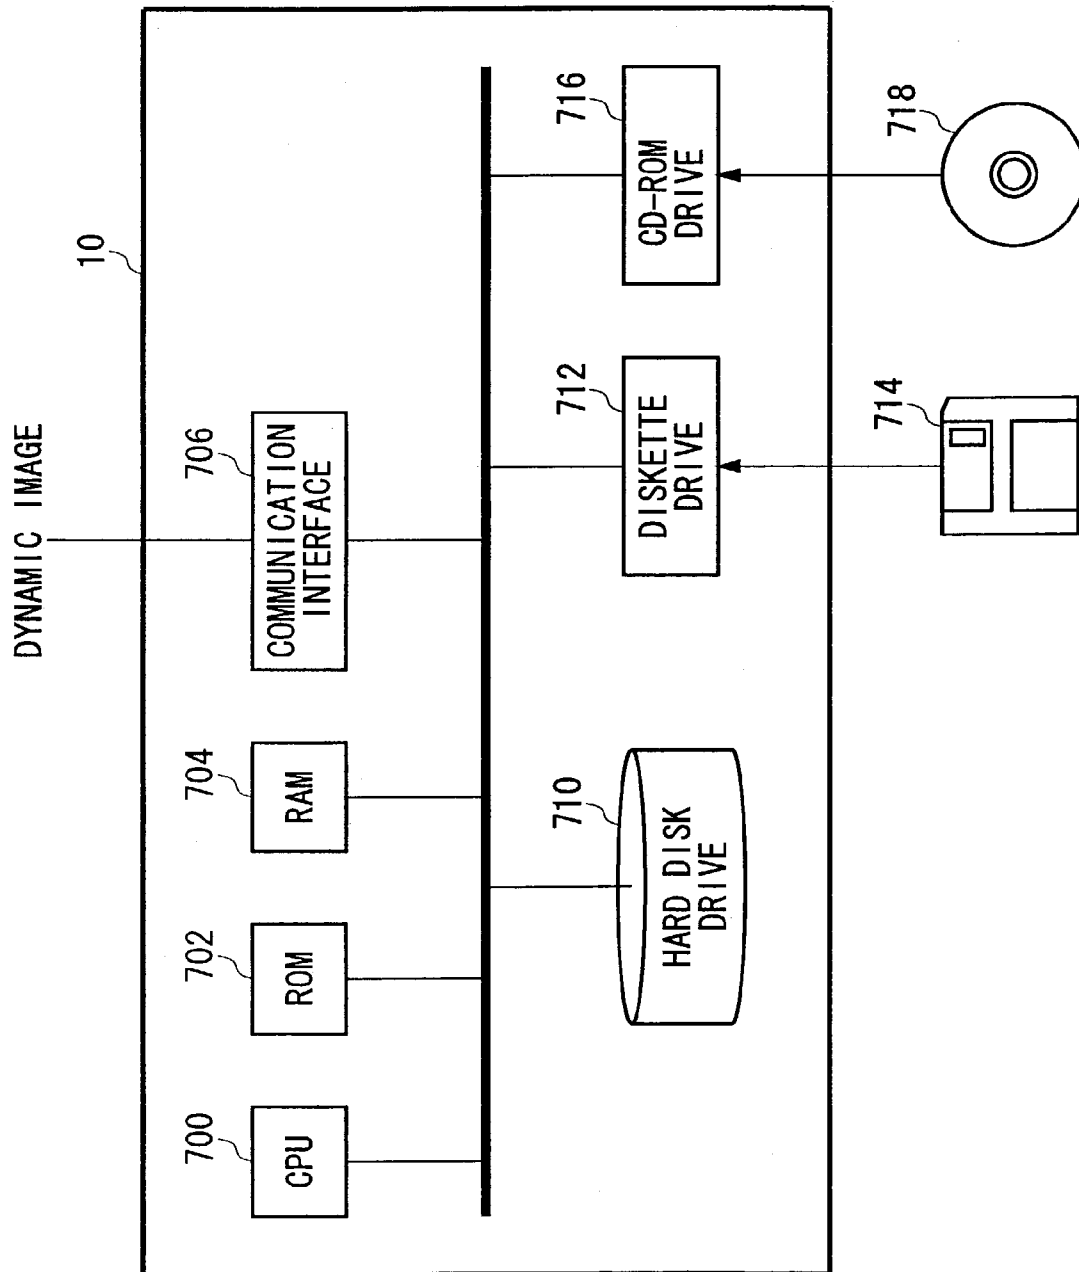 DYNAMIC IMAGE
10
700
CPU
702
ROM
704
RAM
706
COMMUNICATION
INTERFACE
710
HARD DISK
DRIVE
712
DISKETTE
DRIVE
716
CD-ROM
DRIVE
714
718